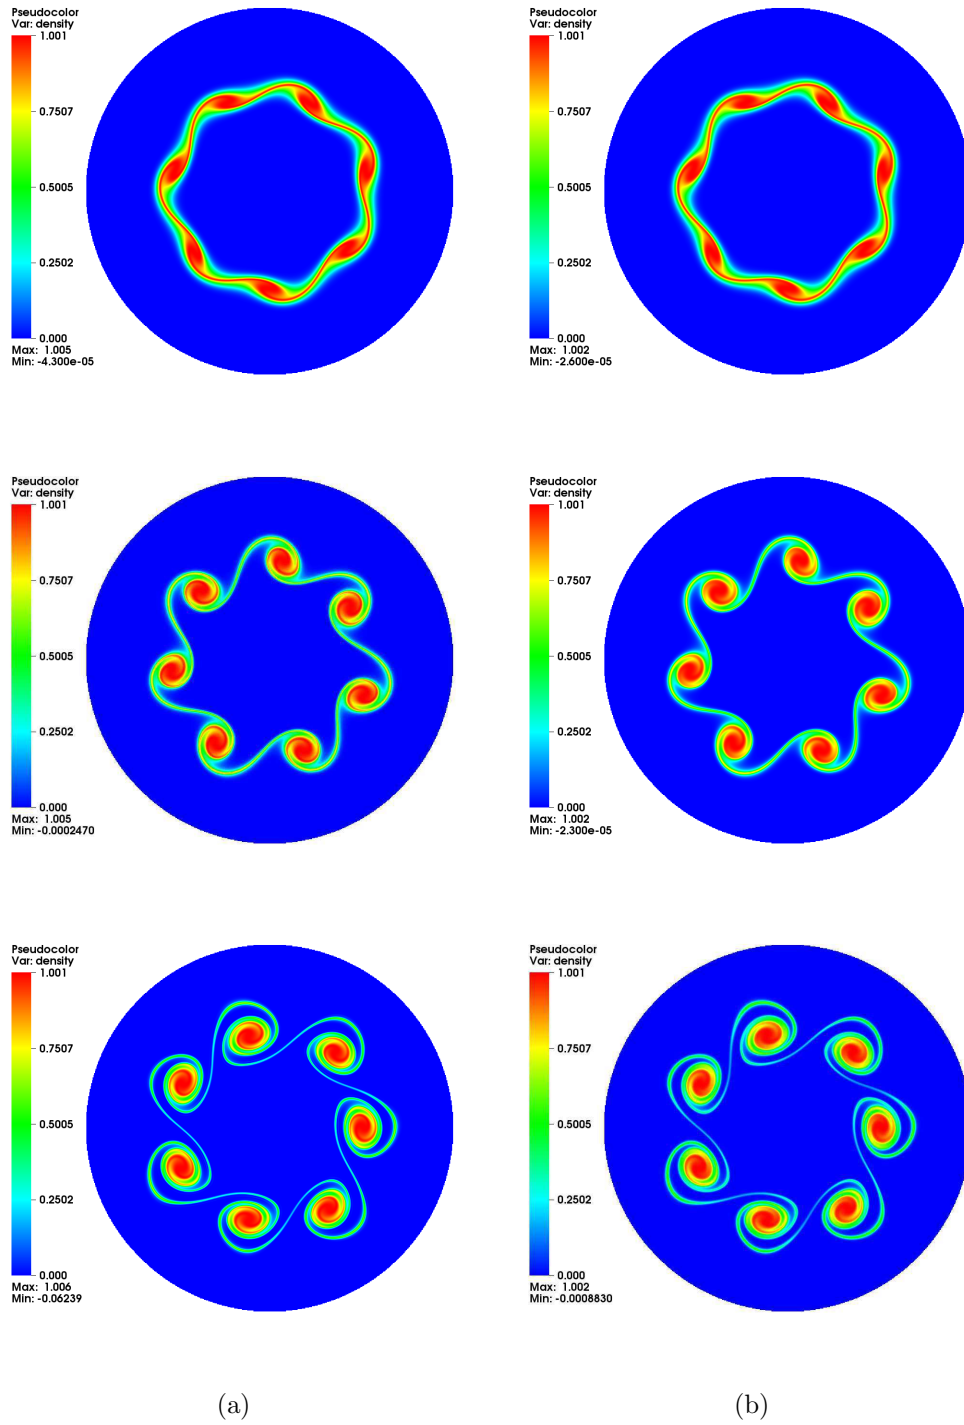 Pseudocolor
Var: density
1.001
0.7507
0.5005
0.2502
0.000
Max: 1.005
Min: -4.300e-05
Pseudocolor
Var: density
1.001
0.7507
0.5005
0.2502
0.000
Max: 1.002
Min: -2.600e-05
Pseudocolor
Var: density
1.001
0.7507
0.5005
0.2502
0.000
Max: 1.005
Min: -0.0002470
Pseudocolor
Var: density
1.001
0.7507
0.5005
0.2502
0.000
Max: 1.002
Min: -2.300e-05
Pseudocolor
Var: density
1.001
0.7507
0.5005
0.2502
0.000
Max: 1.006
Min: -0.06239
Pseudocolor
Var: density
1.001
0.7507
0.5005
0.2502
0.000
Max: 1.002
Min: -0.0008830
(a)
(b)